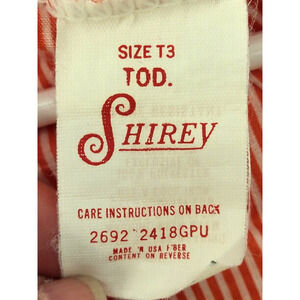 SIZE T3
TOD.
SHIREY
CARE INSTRUCTIONS ON BACK
2692 2418GPU
MADE IN USA FIBER
CONTENT ON REVERSE